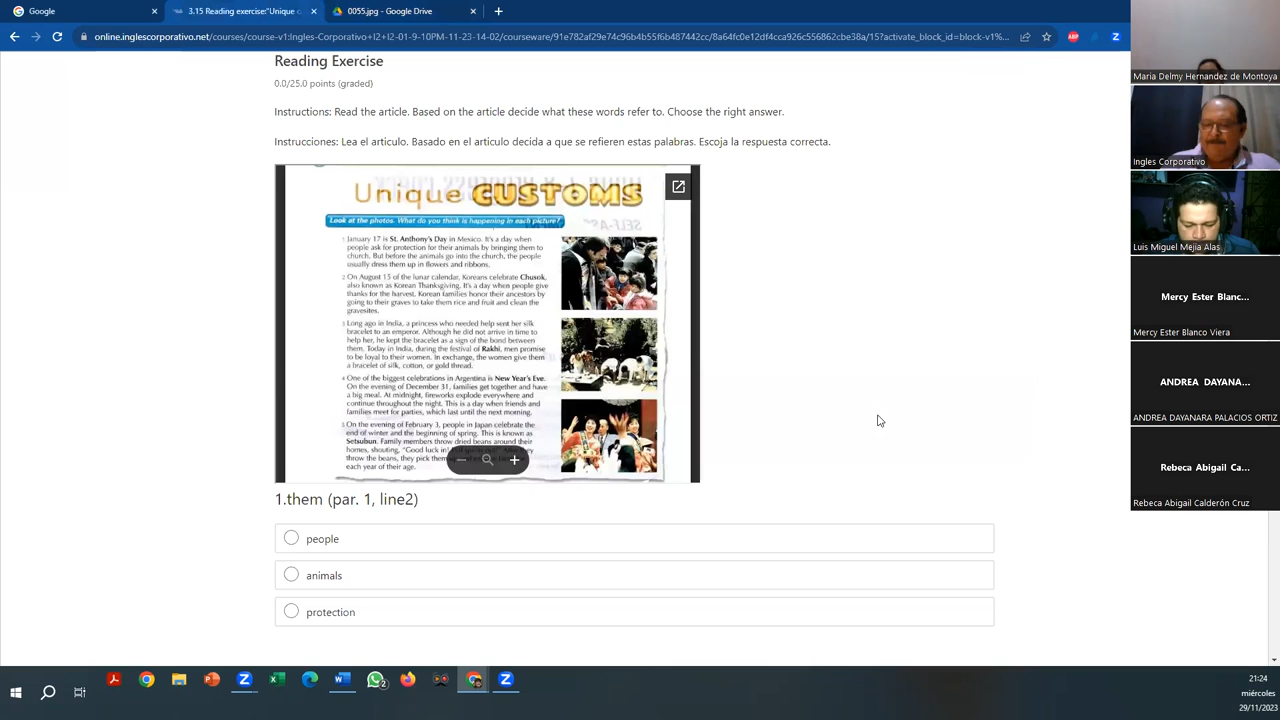 Google
3.15 Reading exercise:"Unique c
0055.jpg - Google Drive
online.inglescorporativo.net/courses/course-v1:Ingles-Corporativo+I2+I2-01-9-10PM-11-23-14-02/courseware/91e782af29e74c96b4b55f6b487442cc/8a64fc0e12df4cca926c556862cbe38a/15?activate_block_id=block-v1%...
Reading Exercise
0.0/25.0 points (graded)
Instructions: Read the article. Based on the article decide what these words refer to. Choose the right answer.
Instrucciones: Lea el articulo. Basado en el articulo decida a que se refieren estas palabras. Escoja la respuesta correcta.
Unique CUSTOMS
Look at the photos. What do you think is happening in each picture?
1 January 17 is St. Anthony's Day in Mexico. It's a day when
people ask for protection for their animals by bringing them to
church. But before the animals go into the church, the people
usually dress them up in flowers and ribbons.
2 On August 15 of the lunar calendar, Koreans celebrate Chusok,
also known as Korean Thanksgiving. It's a day when people give
thanks for the harvest. Korean families honor their ancestors by
going to their graves to take them rice and fruit and clean the
gravesites.
3 Long ago in India, a princess who needed help sent her silk
bracelet to an emperor. Although he did not arrive in time to
help her, he kept the bracelet as a sign of the bond between
them. Today in India, during the festival of Rakhi, men promise
to be loyal to their women. In exchange, the women give them
a bracelet of silk, cotton, or gold thread.
4 One of the biggest celebrations in Argentina is New Year's Eve.
On the evening of December 31, families get together and have
a big meal. At midnight, fireworks explode everywhere and
continue throughout the night. This is a day when friends and
families meet for parties, which last until the next morning.
5 On the evening of February 3, people in Japan celebrate the
end of winter and the beginning of spring. This is known as
Setsubun. Family members throw dried beans around their
homes, shouting, "Good luck in!
throw the beans, they pick them
each year of their age.
1.them (par. 1, line2)
people
animals
protection
Maria Delmy Hernandez de Montoya
Ingles Corporativo
Luis Miguel Mejia Alas
Mercy Ester Blanc...
Mercy Ester Blanco Viera
ANDREA DAYANA...
ANDREA DAYANARA PALACIOS ORTIZ
Rebeca Abigail Ca...
Rebeca Abigail Calderón Cruz
ABP
2
21:24
miércoles
29/11/2023